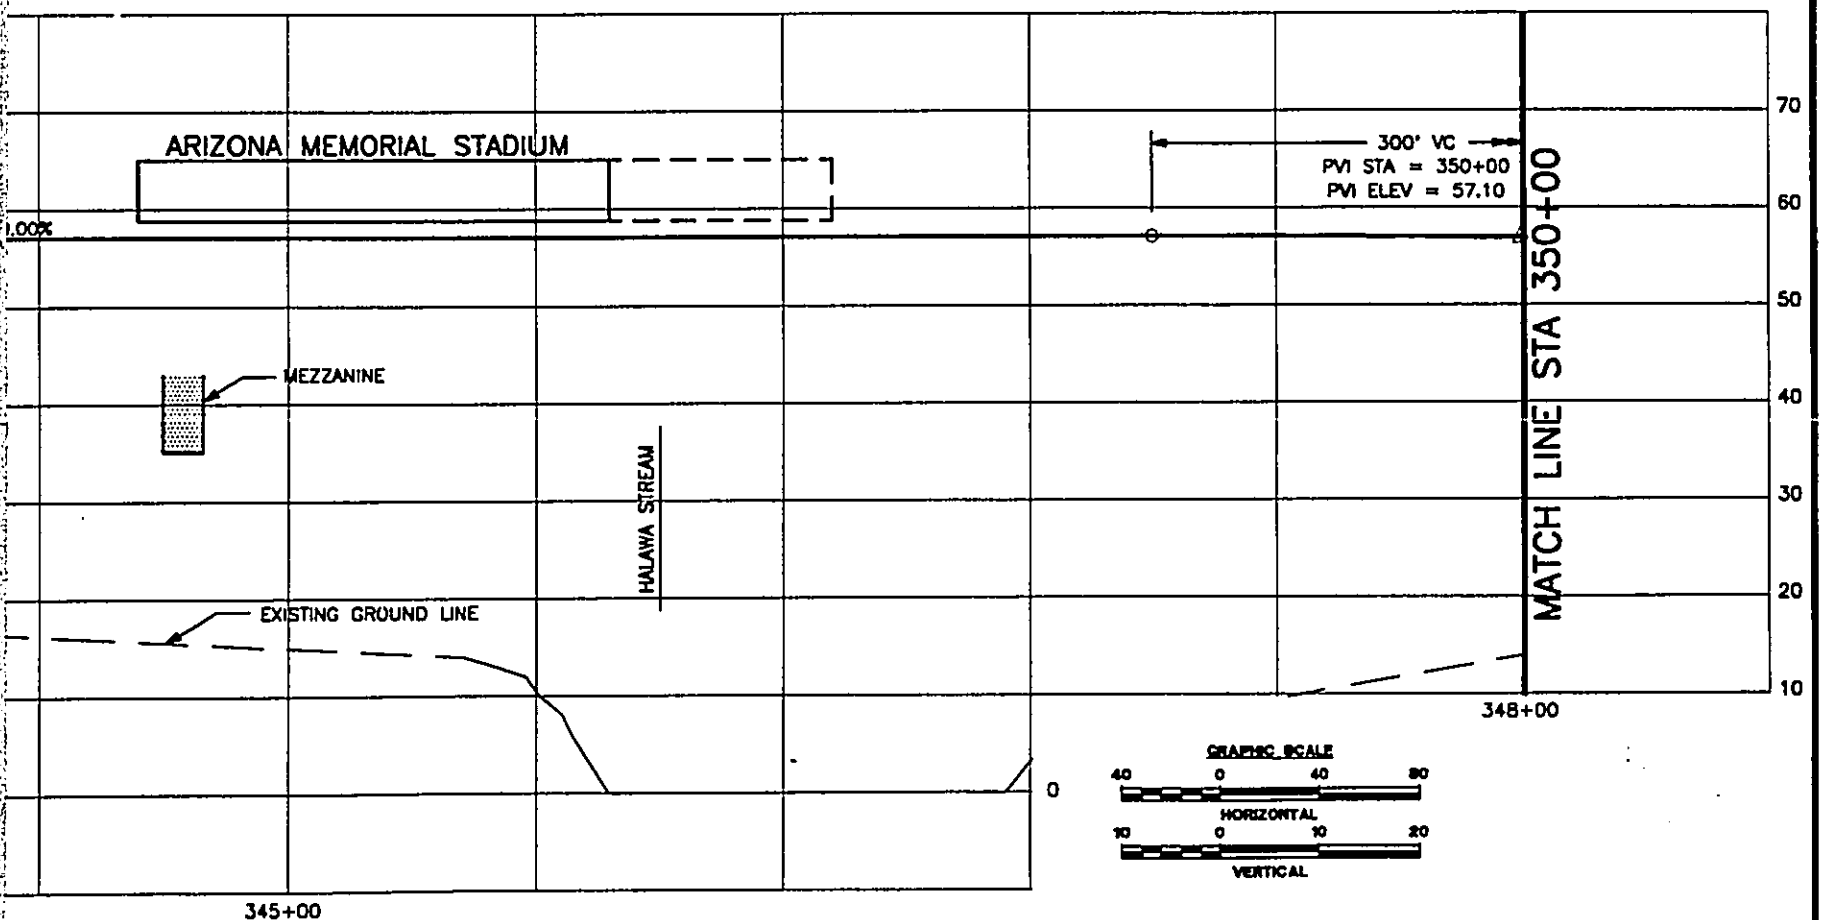 70
ARIZONA MEMORIAL STADIUM
300' VC
PVI STA = 350+00
PVI ELEV = 57.10
60
.00%
50
MEZZANINE
40
MATCH LINE STA 350+00
HALAWA STREAM
30
20
EXISTING GROUND LINE
10
348+00
GRAPHIC SCALE
40 0 40 80
HORIZONTAL
0
10 0 10 20
VERTICAL
345+00